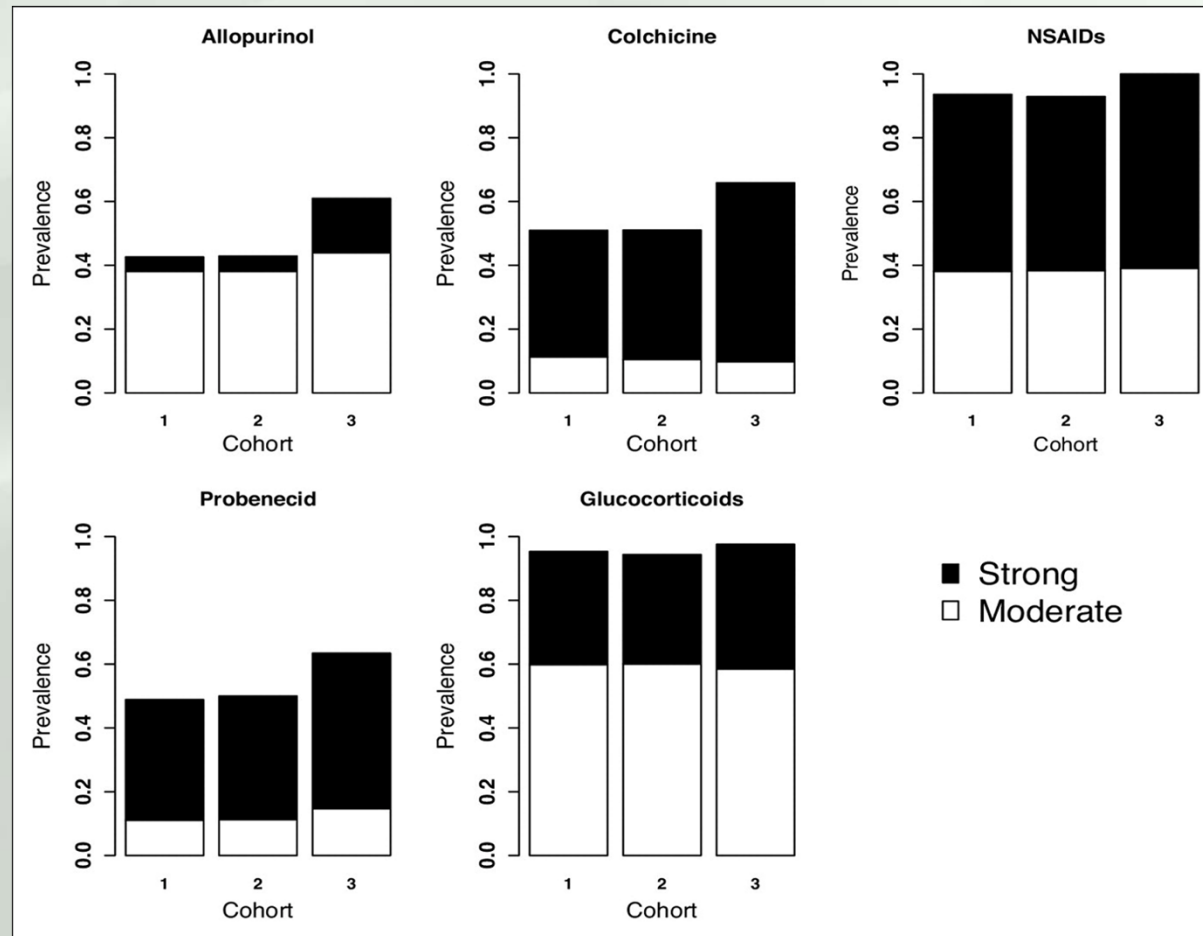 Allopurinol
Prevalence
0.0 0.2 0.4 0.6 0.8 1.0
1 2 3
Cohort
Colchicine
Prevalence
0.0 0.2 0.4 0.6 0.8 1.0
1 2 3
Cohort
NSAIDs
Prevalence
0.0 0.2 0.4 0.6 0.8 1.0
1 2 3
Cohort
Probenecid
Prevalence
0.0 0.2 0.4 0.6 0.8 1.0
1 2 3
Cohort
Glucocorticoids
Prevalence
0.0 0.2 0.4 0.6 0.8 1.0
1 2 3
Cohort
Strong
Moderate